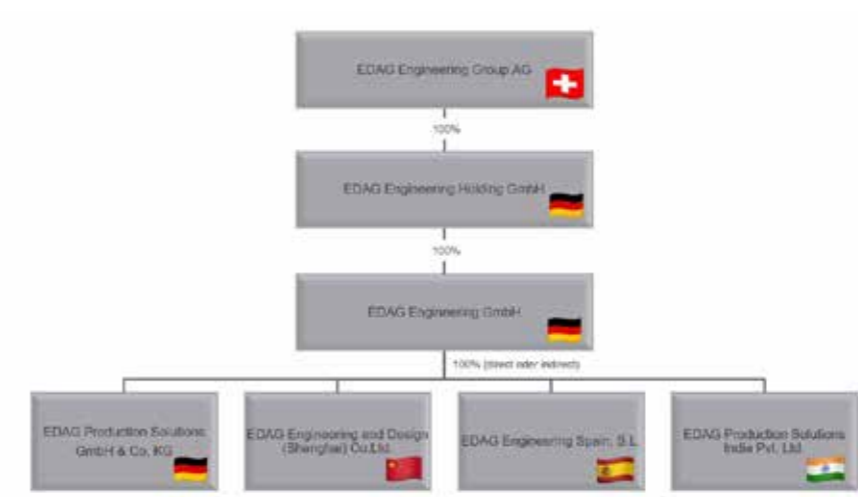 EDAG Engineering Group AG
100%
EDAG Engineering Holding GmbH
100%
EDAG Engineering GmbH
100% (direct oder indirect)
EDAG Production Solutions
GmbH & Co. KG
EDAG Engineering and Design
(Shanghai) Co.Ltd.
EDAG Engineering Spain, S.L.
EDAG Production Solutions
India Pvt. Ltd.